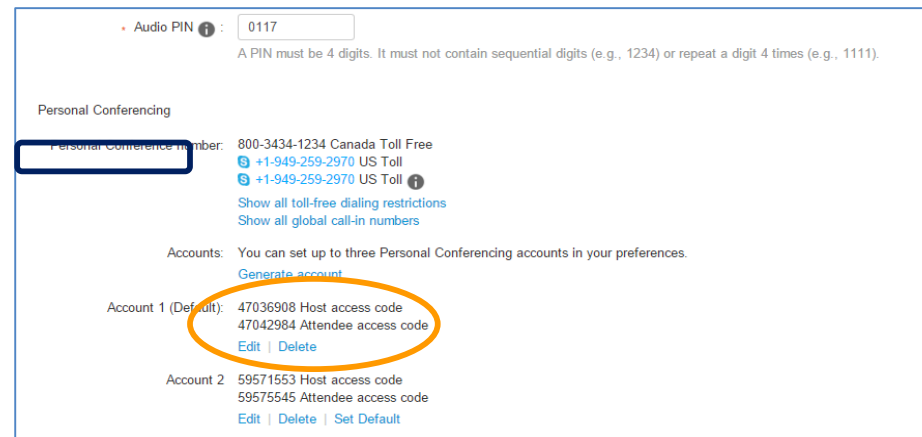 * Audio PIN : 0117
A PIN must be 4 digits. It must not contain sequential digits (e.g., 1234) or repeat a digit 4 times (e.g., 1111).
Personal Conferencing
Personal Conference number: 800-3434-1234 Canada Toll Free
+1-949-259-2970 US Toll
+1-949-259-2970 US Toll
Show all toll-free dialing restrictions
Show all global call-in numbers
Accounts: You can set up to three Personal Conferencing accounts in your preferences.
Generate account
Account 1 (Default): 47036908 Host access code
47042984 Attendee access code
Edit | Delete
Account 2 59571553 Host access code
59575545 Attendee access code
Edit | Delete | Set Default